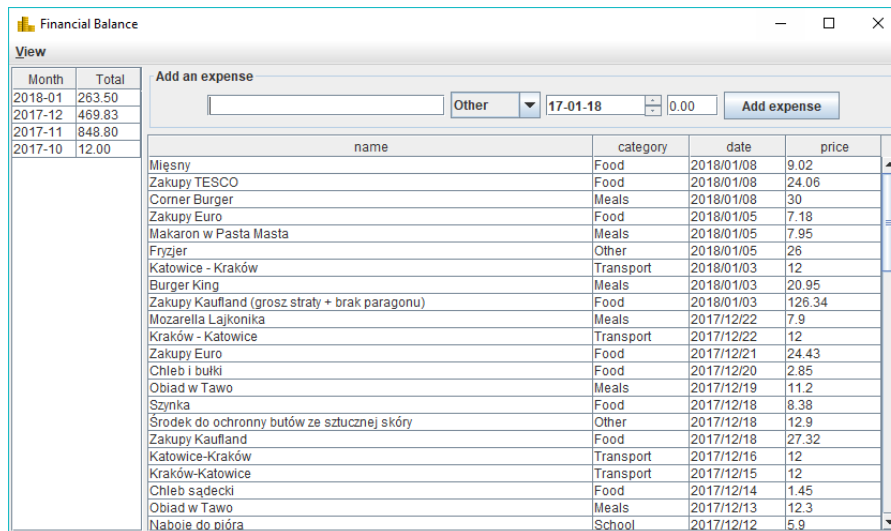 Financial Balance
View
Month Total
2018-01 263.50
2017-12 469.83
2017-11 848.80
2017-10 12.00
Add an expense
Other 17-01-18 0.00 Add expense
name category date price
Mięsny Food 2018/01/08 9.02
Zakupy TESCO Food 2018/01/08 24.06
Corner Burger Meals 2018/01/08 30
Zakupy Euro Food 2018/01/05 7.18
Makaron w Pasta Masta Meals 2018/01/05 7.95
Fryzjer Other 2018/01/05 26
Katowice - Kraków Transport 2018/01/03 12
Burger King Meals 2018/01/03 20.95
Zakupy Kaufland (grosz straty + brak paragonu) Food 2018/01/03 126.34
Mozarella Lajkonika Meals 2017/12/22 7.9
Kraków - Katowice Transport 2017/12/22 12
Zakupy Euro Food 2017/12/21 24.43
Chleb i bułki Food 2017/12/20 2.85
Obiad w Tawo Meals 2017/12/19 11.2
Szynka Food 2017/12/18 8.38
Środek do ochronny butów ze sztucznej skóry Other 2017/12/18 12.9
Zakupy Kaufland Food 2017/12/18 27.32
Katowice-Kraków Transport 2017/12/16 12
Kraków-Katowice Transport 2017/12/15 12
Chleb sądecki Food 2017/12/14 1.45
Obiad w Tawo Meals 2017/12/13 12.3
Naboje do pióra School 2017/12/12 5.9